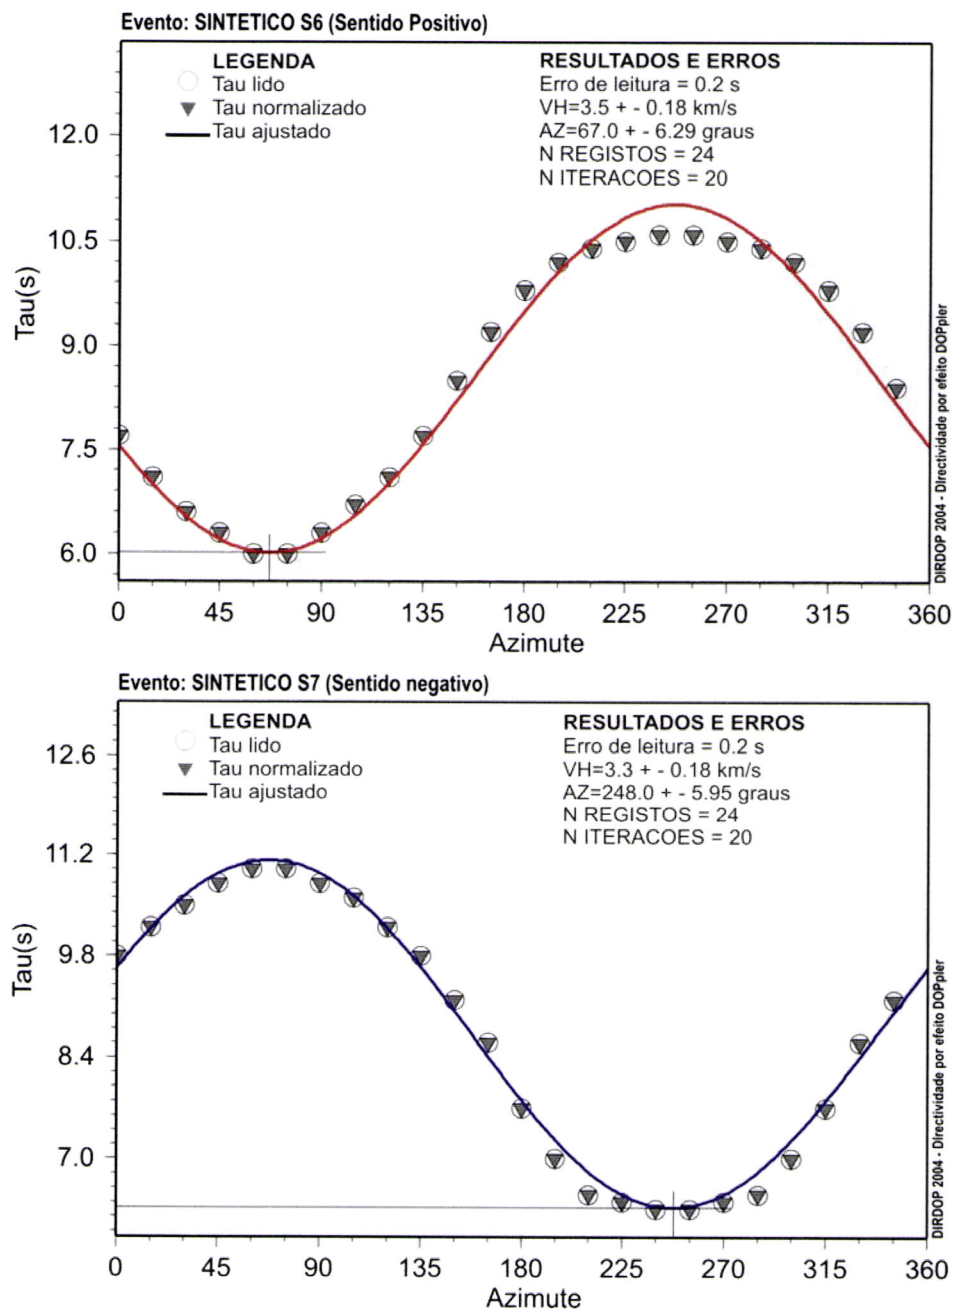 Evento: SINTETICO S6 (Sentido Positivo)
LEGENDA
Tau lido
Tau normalizado
Tau ajustado
RESULTADOS E ERROS
Erro de leitura = 0.2 s
VH=3.5 + - 0.18 km/s
AZ=67.0 + - 6.29 graus
N REGISTOS = 24
N ITERACOES = 20
Tau(s)
12.0
10.5
9.0
7.5
6.0
0 45 90 135 180 225 270 315 360
Azimute
DIRDOP 2004 - DIrectividade por efeito DOPpler
Evento: SINTETICO S7 (Sentido negativo)
LEGENDA
Tau lido
Tau normalizado
Tau ajustado
RESULTADOS E ERROS
Erro de leitura = 0.2 s
VH=3.3 + - 0.18 km/s
AZ=248.0 + - 5.95 graus
N REGISTOS = 24
N ITERACOES = 20
Tau(s)
12.6
11.2
9.8
8.4
7.0
0 45 90 135 180 225 270 315 360
Azimute
DIRDOP 2004 - DIrectividade por efeito DOPpler